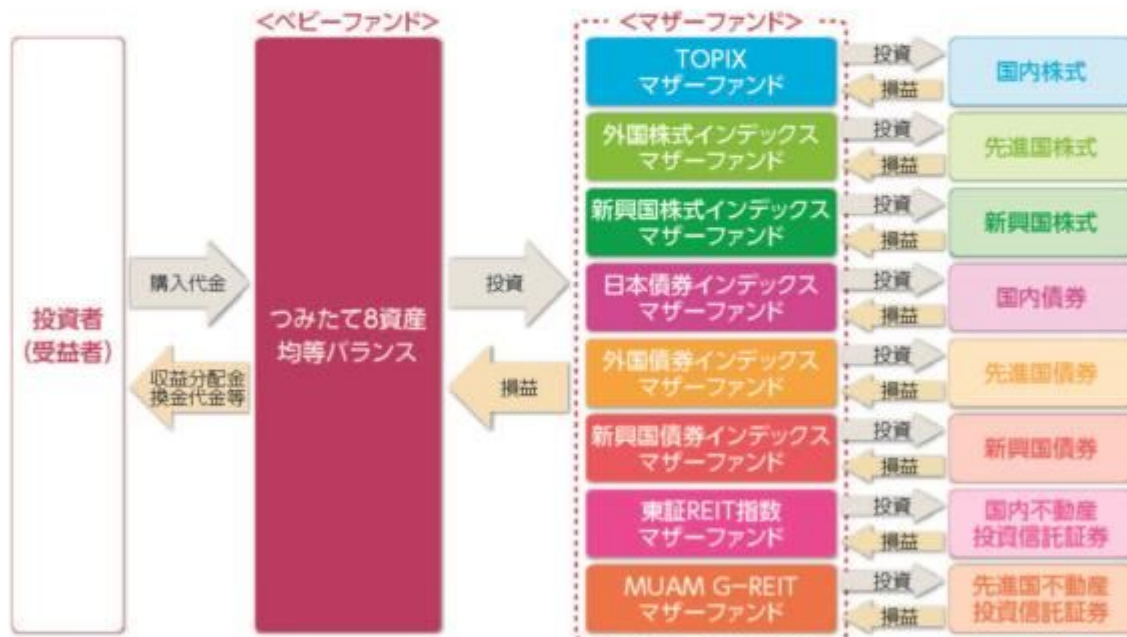 <ベビーファンド>
<マザーファンド>
投資者
(受益者)
購入代金
収益分配金
換金代金等
つみたて8資産
均等バランス
投資
損益
TOPIX
マザーファンド
投資
損益
国内株式
外国株式インデックス
マザーファンド
投資
損益
先進国株式
新興国株式インデックス
マザーファンド
投資
損益
新興国株式
日本債券インデックス
マザーファンド
投資
損益
国内債券
外国債券インデックス
マザーファンド
投資
損益
先進国債券
新興国債券インデックス
マザーファンド
投資
損益
新興国債券
東証REIT指数
マザーファンド
投資
損益
国内不動産
投資信託証券
MUAM G-REIT
マザーファンド
投資
損益
先進国不動産
投資信託証券